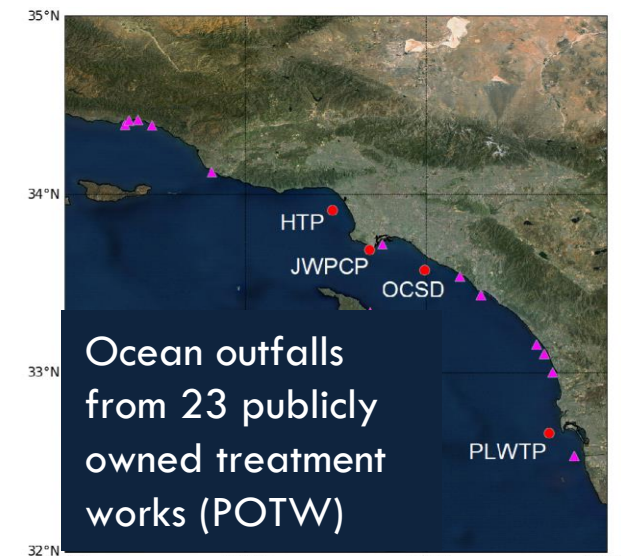 35°N
34°N
HTP
JWPCP
OCSD
33°N
Ocean outfalls
from 23 publicly
owned treatment
works (POTW)
PLWTP
32°N